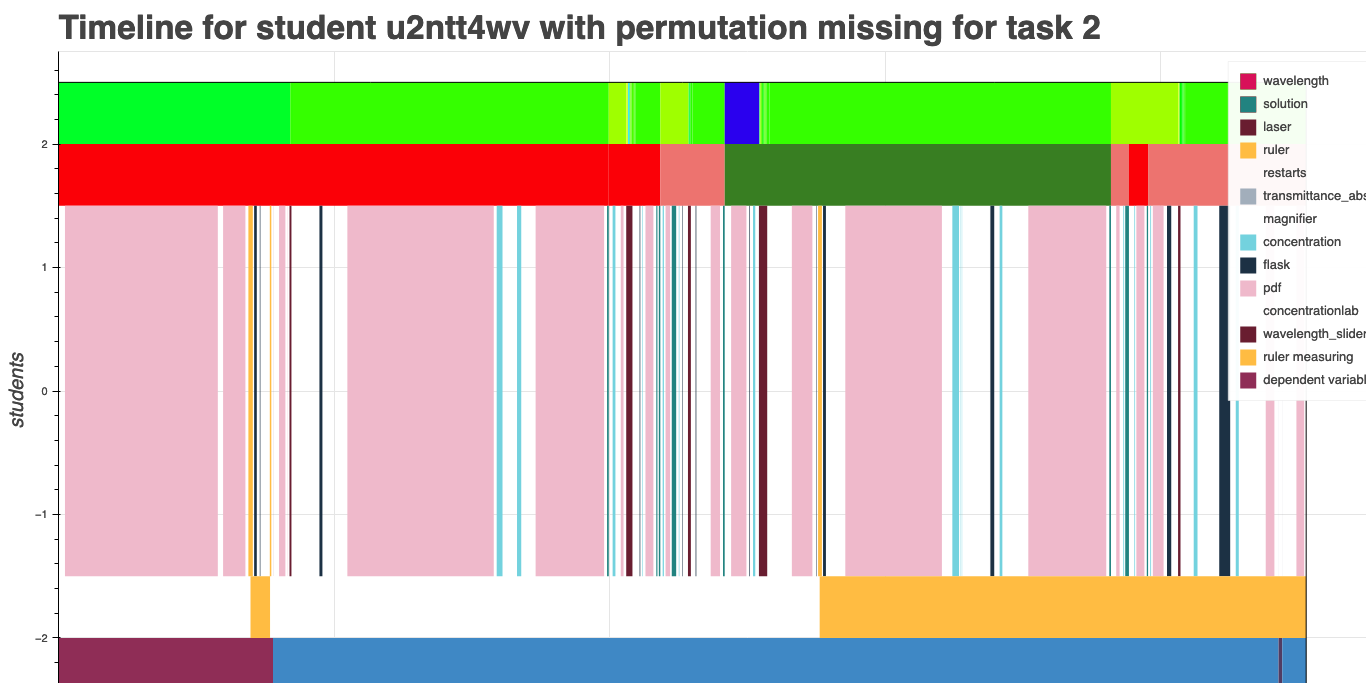 Timeline for student u2ntt4wv with permutation missing for task 2
students
2
1
0
−1
−2
wavelength
solution
laser
ruler
restarts
transmittance_abs
magnifier
concentration
flask
pdf
concentrationlab
wavelength_slider
ruler measuring
dependent variabl